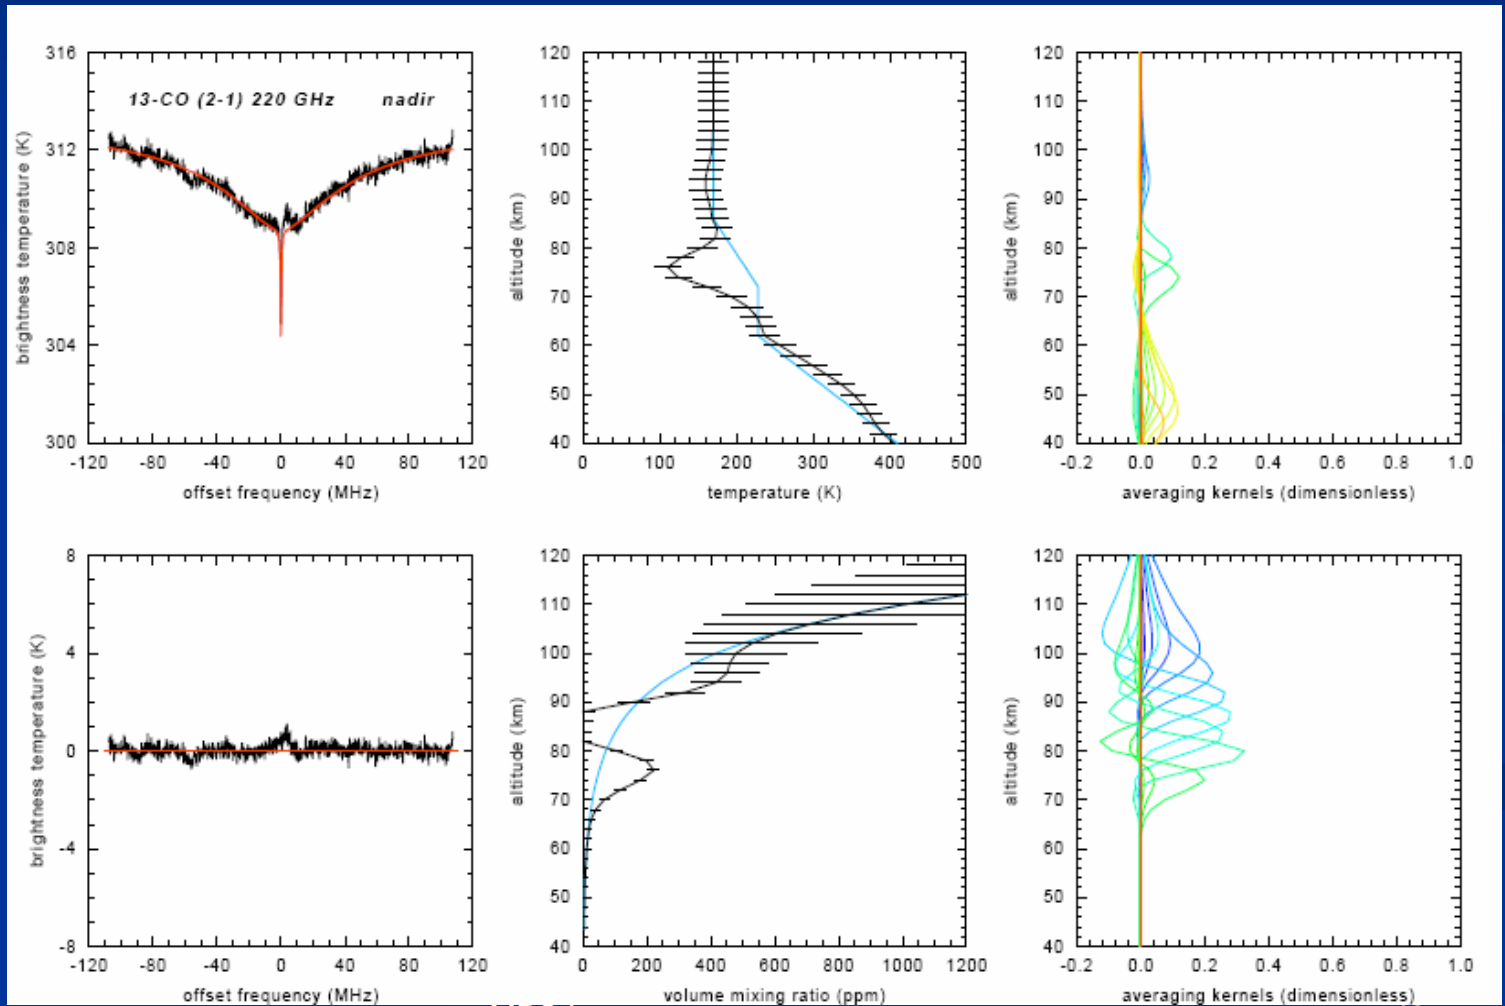 316
312
308
304
300
brightness temperature (K)
13-CO (2-1) 220 GHz nadir
-120 -80 -40 0 40 80 120
offset frequency (MHz)
120
110
100
90
80
70
60
50
40
altitude (km)
0 100 200 300 400 500
temperature (K)
120
110
100
90
80
70
60
50
40
altitude (km)
-0.2 0.0 0.2 0.4 0.6 0.8 1.0
averaging kernels (dimensionless)
8
4
0
-4
-8
brightness temperature (K)
-120 -80 -40 0 40 80 120
offset frequency (MHz)
120
110
100
90
80
70
60
50
40
altitude (km)
0 200 400 600 800 1000 1200
volume mixing ratio (ppm)
120
110
100
90
80
70
60
50
40
altitude (km)
-0.2 0.0 0.2 0.4 0.6 0.8 1.0
averaging kernels (dimensionless)